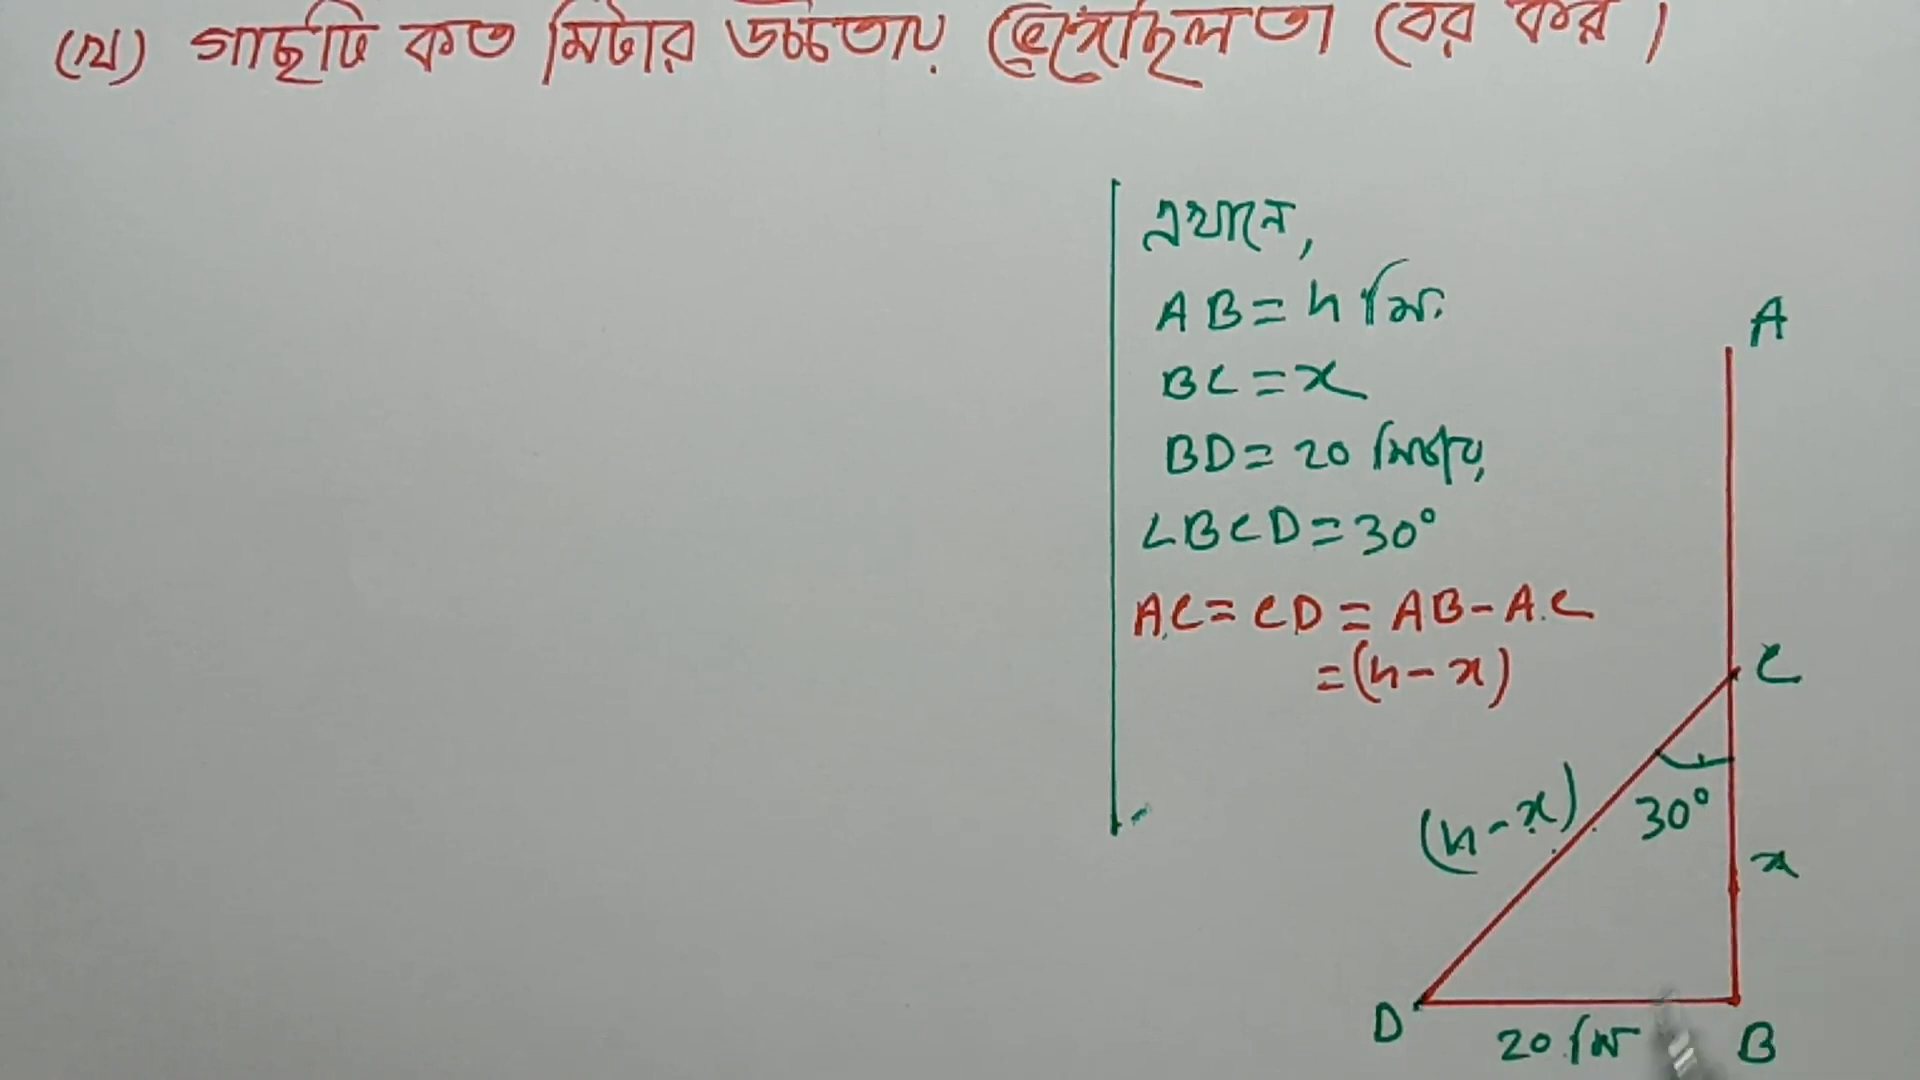 (খ) গাছটি কত মিটার উচ্চতায় ভেঙ্গেছিল তা বের কর।
এখানে,
AB = h মি.
BC = x
BD = 20 মিটার,
∠BCD = 30°
AC = CD = AB - AC
= (h - x)
A
C
(h - x)
30°
x
D
20 মি
B